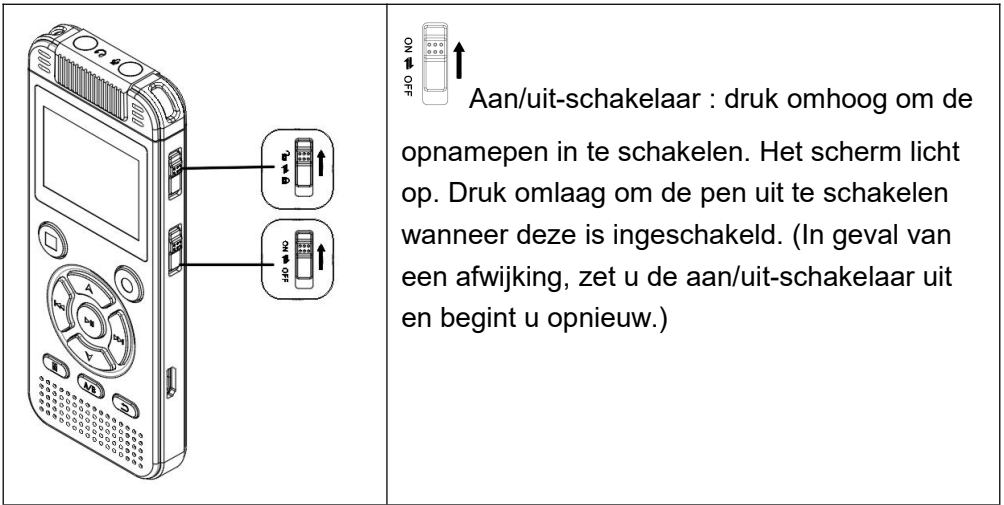 A/B
ON ⇌ OFF
ON ⇌ OFF
Aan/uit-schakelaar : druk omhoog om de
opnamepen in te schakelen. Het scherm licht
op. Druk omlaag om de pen uit te schakelen
wanneer deze is ingeschakeld. (In geval van
een afwijking, zet u de aan/uit-schakelaar uit
en begint u opnieuw.)